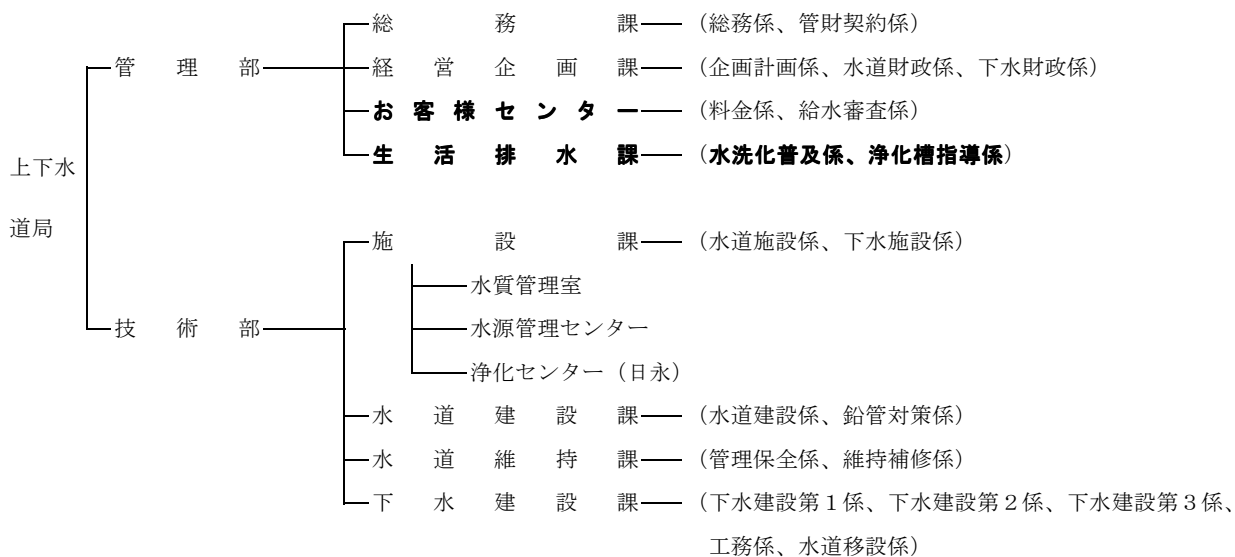 総務課（総務係、管財契約係）
管理部 経営企画課（企画計画係、水道財政係、下水財政係）
お客様センター（料金係、給水審査係）
生活排水課（水洗化普及係、浄化槽指導係）
上下水
道局
施設課（水道施設係、下水施設係）
水質管理室
技術部 水源管理センター
浄化センター（日永）
水道建設課（水道建設係、鉛管対策係）
水道維持課（管理保全係、維持補修係）
下水建設課（下水建設第１係、下水建設第２係、下水建設第３係、
工務係、水道移設係）